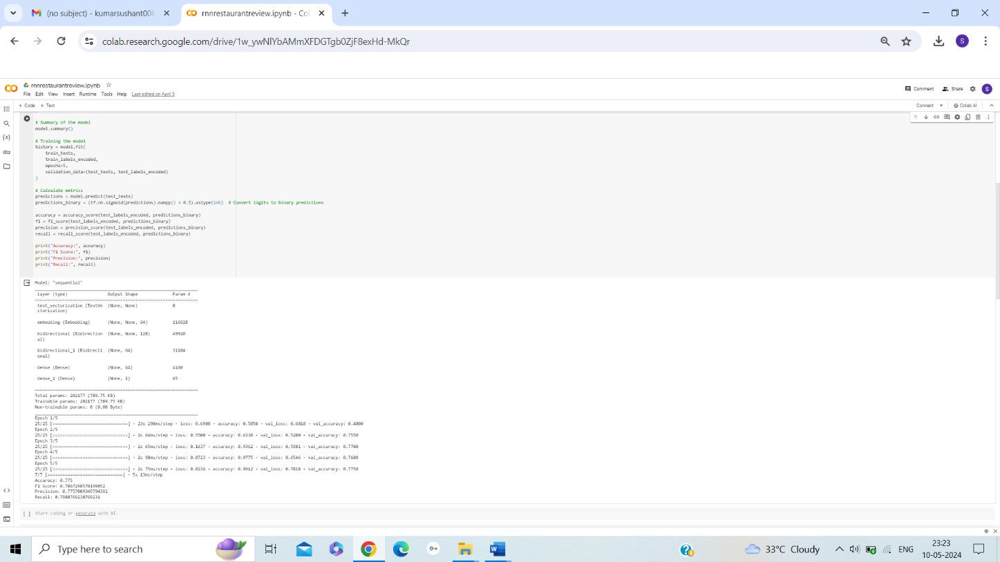 (no subject) - kumarsushant006
rnnrestaurantreview.ipynb - Col
colab.research.google.com/drive/1w_ywNlYbAMmXFDGTgb0ZjF8exHd-MkQr
S
CO
rnnrestaurantreview.ipynb
File Edit View Insert Runtime Tools Help Last edited on April 5
Comment Share S
+ Code + Text
Connect Colab AI
{x}
# Summary of the model
model.summary()
# Training the model
history = model.fit(
train_texts,
train_labels_encoded,
epochs=5,
validation_data=(test_texts, test_labels_encoded)
)
# Calculate metrics
predictions = model.predict(test_texts)
predictions_binary = (tf.nn.sigmoid(predictions).numpy() > 0.5).astype(int) # Convert logits to binary predictions
accuracy = accuracy_score(test_labels_encoded, predictions_binary)
f1 = f1_score(test_labels_encoded, predictions_binary)
precision = precision_score(test_labels_encoded, predictions_binary)
recall = recall_score(test_labels_encoded, predictions_binary)
print("Accuracy:", accuracy)
print("F1 Score:", f1)
print("Precision:", precision)
print("Recall:", recall)
Model: "sequential"
Layer (type) Output Shape Param #
text_vectorization (TextVe (None, None) 0
ctorization)
embedding (Embedding) (None, None, 64) 116928
bidirectional (Bidirection (None, None, 128) 49920
al)
bidirectional_1 (Bidirecti (None, 64) 31104
onal)
dense (Dense) (None, 64) 4160
dense_1 (Dense) (None, 1) 65
Total params: 202177 (789.75 KB)
Trainable params: 202177 (789.75 KB)
Non-trainable params: 0 (0.00 Byte)
Epoch 1/5
25/25 [==============================] - 23s 290ms/step - loss: 0.6908 - accuracy: 0.5050 - val_loss: 0.6818 - val_accuracy: 0.4800
Epoch 2/5
25/25 [==============================] - 2s 64ms/step - loss: 0.5500 - accuracy: 0.6338 - val_loss: 0.5200 - val_accuracy: 0.7550
Epoch 3/5
25/25 [==============================] - 2s 65ms/step - loss: 0.1637 - accuracy: 0.9362 - val_loss: 0.5981 - val_accuracy: 0.7700
Epoch 4/5
25/25 [==============================] - 2s 98ms/step - loss: 0.0723 - accuracy: 0.9775 - val_loss: 0.6546 - val_accuracy: 0.7600
Epoch 5/5
25/25 [==============================] - 2s 75ms/step - loss: 0.0236 - accuracy: 0.9912 - val_loss: 0.7818 - val_accuracy: 0.7750
7/7 [==============================] - 5s 13ms/step
Accuracy: 0.775
F1 Score: 0.7867298578199052
Precision: 0.7757009345794392
Recall: 0.7980769230769231
[ ] Start coding or generate with AI.
Type here to search
33°C Cloudy
ENG
23:23
10-05-2024